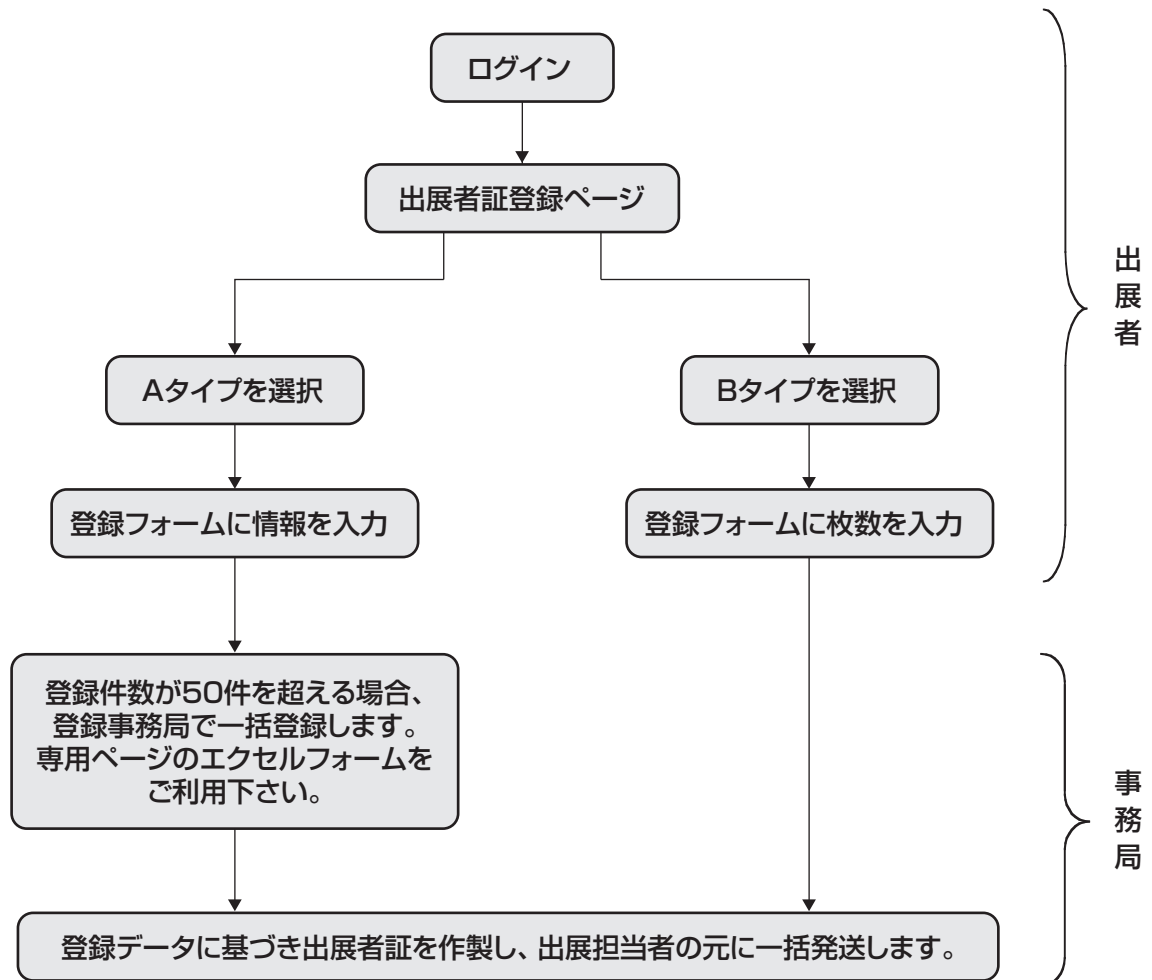 ログイン
出展者証登録ページ
Aタイプを選択
Bタイプを選択
登録フォームに情報を入力
登録フォームに枚数を入力
出展者
登録件数が50件を超える場合、
登録事務局で一括登録します。
専用ページのエクセルフォームを
ご利用下さい。
事務局
登録データに基づき出展者証を作製し、出展担当者の元に一括発送します。